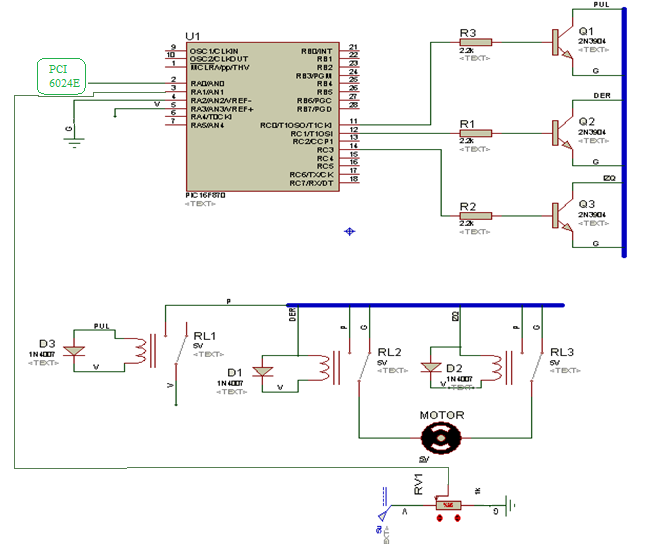 PUL
U1
R3
Q1
2N3904
<TEXT>
2.2k
<TEXT>
G
PCI
6024E
9 OSC1/CLKIN RB0/INT 21
10 OSC2/CLKOUT RB1 22
1 MCLR/Vpp/THV RB2 23
RB3/PGM 24
2 RA0/AN0 RB4 25
3 RA1/AN1 RB5 26
4 RA2/AN2/VREF- RB6/PGC 27
V 5 RA3/AN3/VREF+ RB7/PGD 28
6 RA4/T0CKI
7 RA5/AN4 RC0/T1OSO/T1CKI 11
RC1/T1OSI 12
RC2/CCP1 13
RC3 14
RC4 15
RC5 16
RC6/TX/CK 17
RC7/RX/DT 18
G
PIC16F870
<TEXT>
DER
R1
Q2
2N3904
<TEXT>
2.2k
<TEXT>
G
IZQ
R2
Q3
2N3904
<TEXT>
2.2k
<TEXT>
G
P
DER
P
G
IZQ
P
G
PUL
D3
1N4007
<TEXT>
V
RL1
5V
<TEXT>
V
D1
1N4007
<TEXT>
V
RL2
5V
<TEXT>
D2
1N4007
<TEXT>
V
RL3
5V
<TEXT>
MOTOR
5V
RV1
1k
V
G
<TEXT>